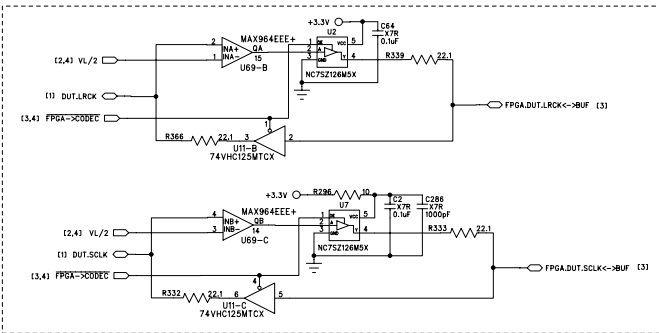 +3.3V
C64
X7R
0.1uF
U2
MAX964EEE+
2 INA+ QA
1 INA- 15
U69-B
1 OE VCC 5
2 A Y 4
3 GND
NC7SZ126M5X
R339 22.1
[2,4] VL/2
[1] DUT.LRCK
[3,4] FPGA->CODEC
FPGA.DUT.LRCK<->BUF [3]
1
R366 22.1 3 2
U11-B
74VHC125MTCX
+3.3V
R296 10
C2
X7R
0.1uF
C286
X7R
1000pF
U7
MAX964EEE+
4 INB+ QB
3 INB- 14
U69-C
1 OE VCC 5
2 A Y 4
3 GND
NC7SZ126M5X
R333 22.1
[2,4] VL/2
[1] DUT.SCLK
[3,4] FPGA->CODEC
FPGA.DUT.SCLK<->BUF [3]
4
R332 22.1 6 5
U11-C
74VHC125MTCX